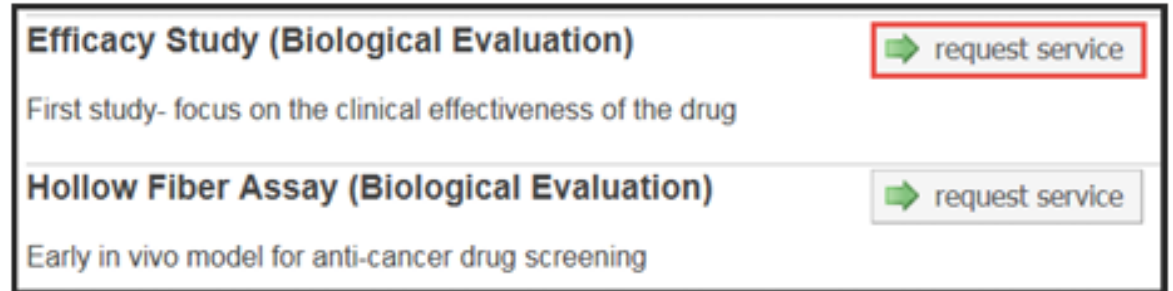 Efficacy Study (Biological Evaluation)
request service
First study- focus on the clinical effectiveness of the drug
Hollow Fiber Assay (Biological Evaluation)
request service
Early in vivo model for anti-cancer drug screening